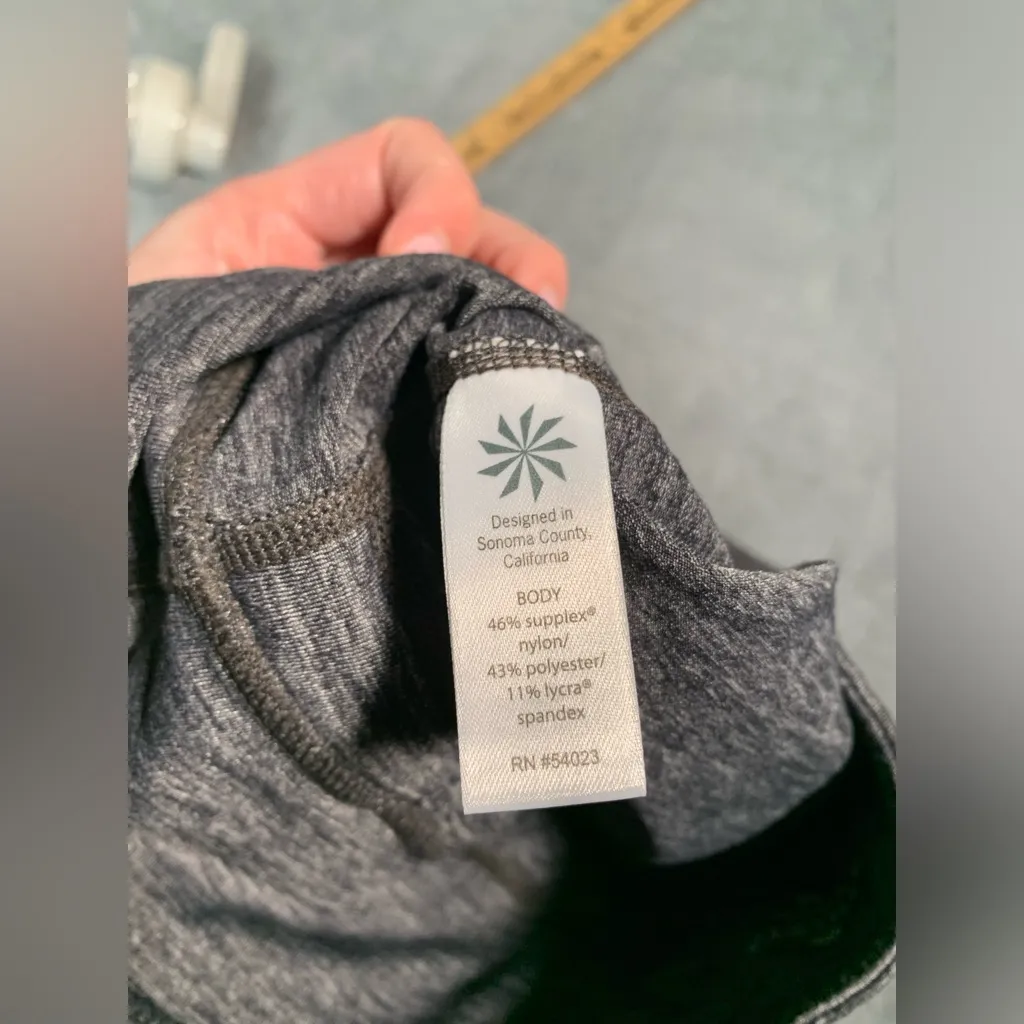 Designed in
Sonoma County,
California
BODY
46% supplex®
nylon/
43% polyester/
11% lycra®
spandex
RN #54023